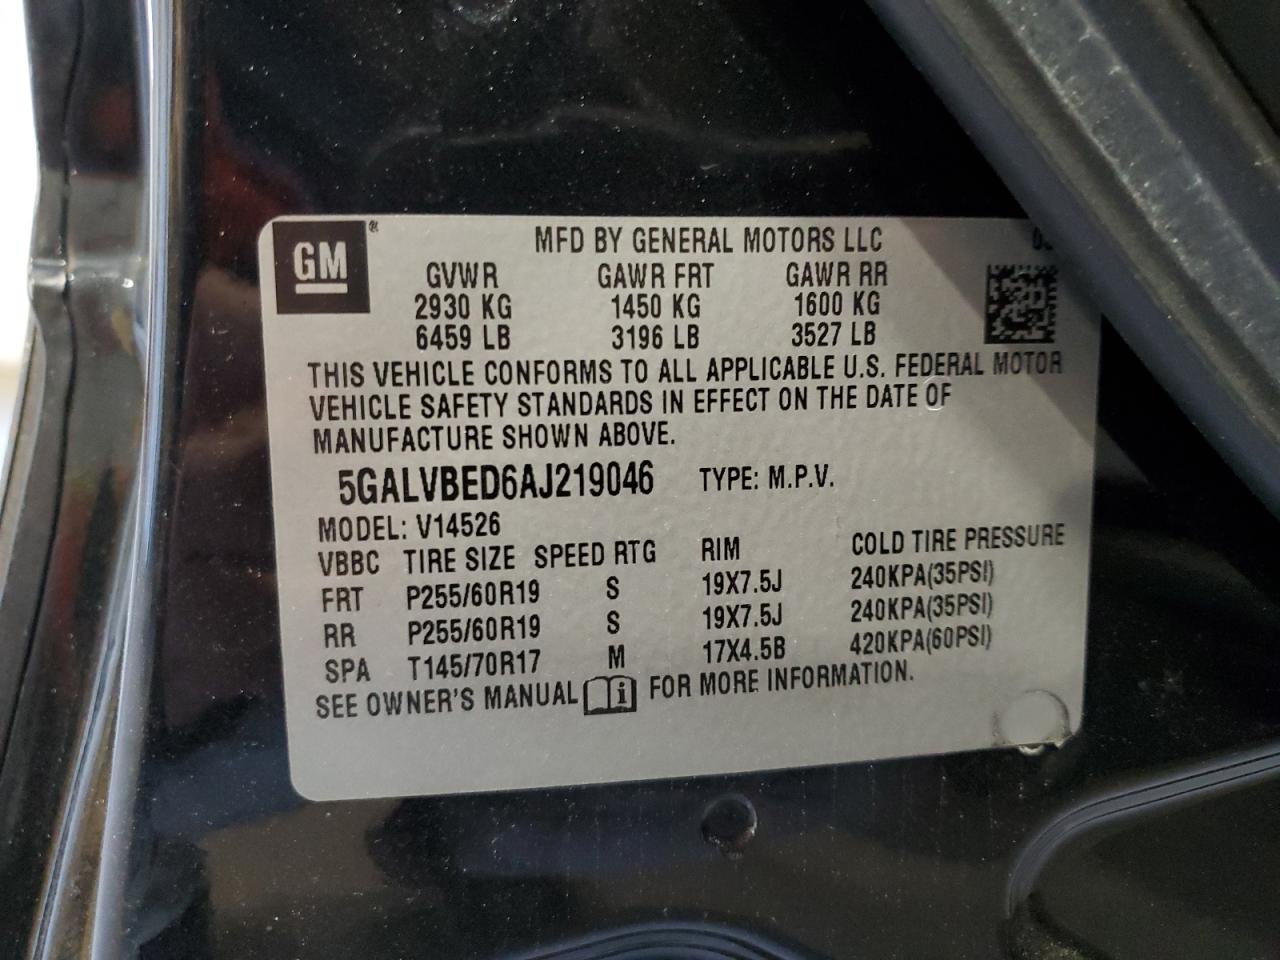 GM ® MFD BY GENERAL MOTORS LLC
GVWR GAWR FRT GAWR RR
2930 KG 1450 KG 1600 KG
6459 LB 3196 LB 3527 LB
THIS VEHICLE CONFORMS TO ALL APPLICABLE U.S. FEDERAL MOTOR
VEHICLE SAFETY STANDARDS IN EFFECT ON THE DATE OF
MANUFACTURE SHOWN ABOVE.
5GALVBED6AJ219046 TYPE: M.P.V.
MODEL: V14526
VBBC TIRE SIZE SPEED RTG RIM COLD TIRE PRESSURE
FRT P255/60R19 S 19X7.5J 240KPA(35PSI)
RR P255/60R19 S 19X7.5J 240KPA(35PSI)
SPA T145/70R17 M 17X4.5B 420KPA(60PSI)
SEE OWNER'S MANUAL i FOR MORE INFORMATION.